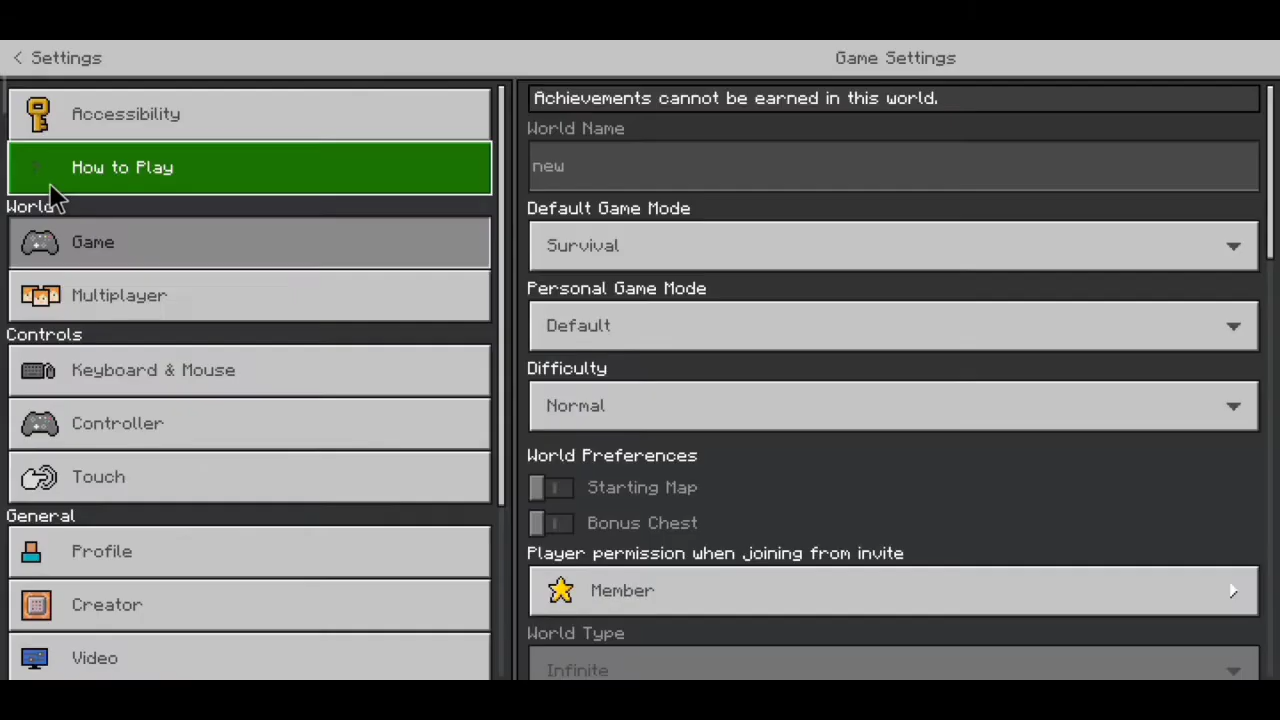 Settings
Game Settings
Accessibility
How to Play
World
Game
Multiplayer
Controls
Keyboard & Mouse
Controller
Touch
General
Profile
Creator
Video
Achievements cannot be earned in this world.
World Name
new
Default Game Mode
Survival
Personal Game Mode
Default
Difficulty
Normal
World Preferences
Starting Map
Bonus Chest
Player permission when joining from invite
Member
World Type
Infinite